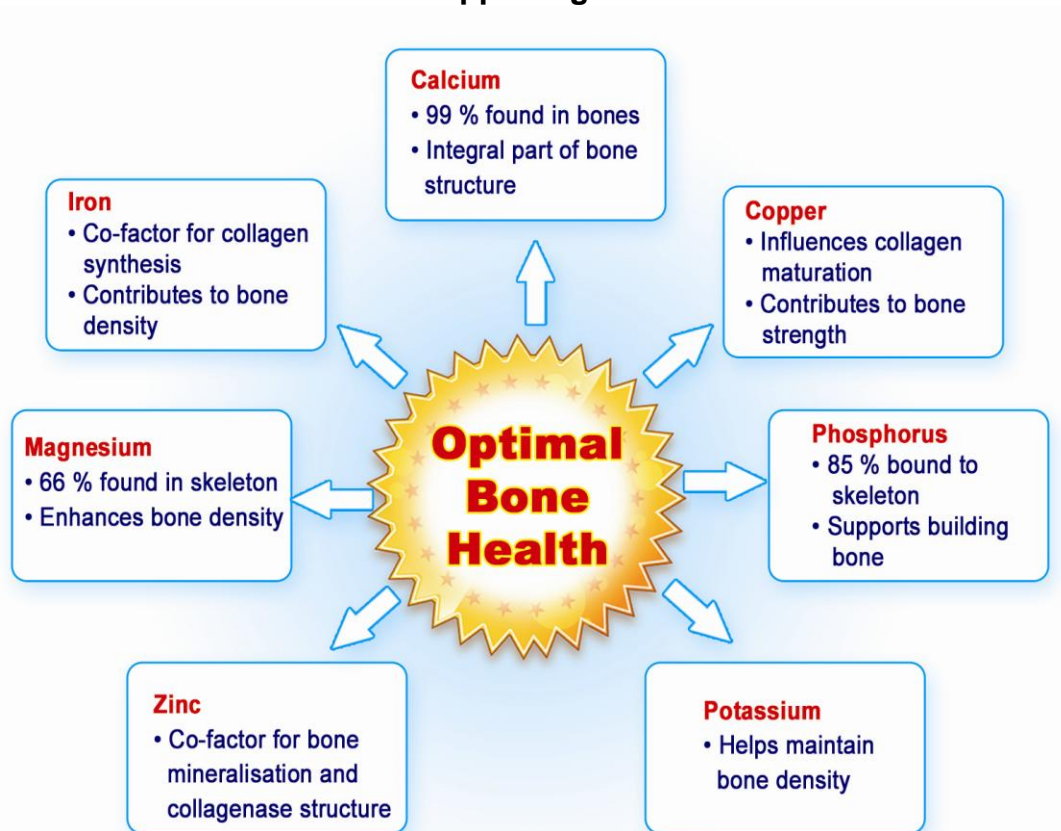 Calcium
• 99 % found in bones
• Integral part of bone
structure
Iron
• Co-factor for collagen
synthesis
• Contributes to bone
density
Copper
• Influences collagen
maturation
• Contributes to bone
strength
Optimal
Bone
Health
Magnesium
• 66 % found in skeleton
• Enhances bone density
Phosphorus
• 85 % bound to
skeleton
• Supports building
bone
Zinc
• Co-factor for bone
mineralisation and
collagenase structure
Potassium
• Helps maintain
bone density